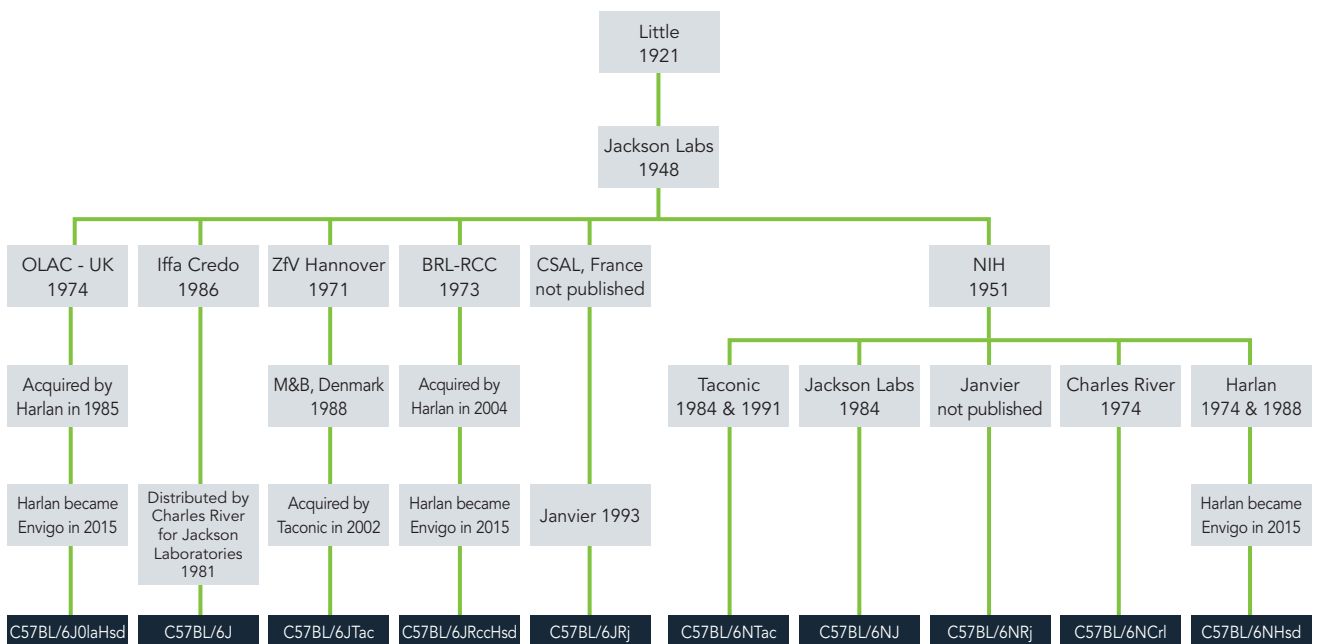 Little
1921
Jackson Labs
1948
OLAC - UK
1974
Iffa Credo
1986
ZfV Hannover
1971
BRL-RCC
1973
CSAL, France
not published
NIH
1951
Acquired by
Harlan in 1985
M&B, Denmark
1988
Acquired by
Harlan in 2004
Taconic
1984 & 1991
Jackson Labs
1984
Janvier
not published
Charles River
1974
Harlan
1974 & 1988
Harlan became
Envigo in 2015
Distributed by
Charles River
for Jackson
Laboratories
1981
Acquired by
Taconic in 2002
Harlan became
Envigo in 2015
Janvier 1993
Harlan became
Envigo in 2015
C57BL/6J0laHsd
C57BL/6J
C57BL/6JTac
C57BL/6JRccHsd
C57BL/6JRj
C57BL/6NTac
C57BL/6NJ
C57BL/6NRj
C57BL/6NCrl
C57BL/6NHsd